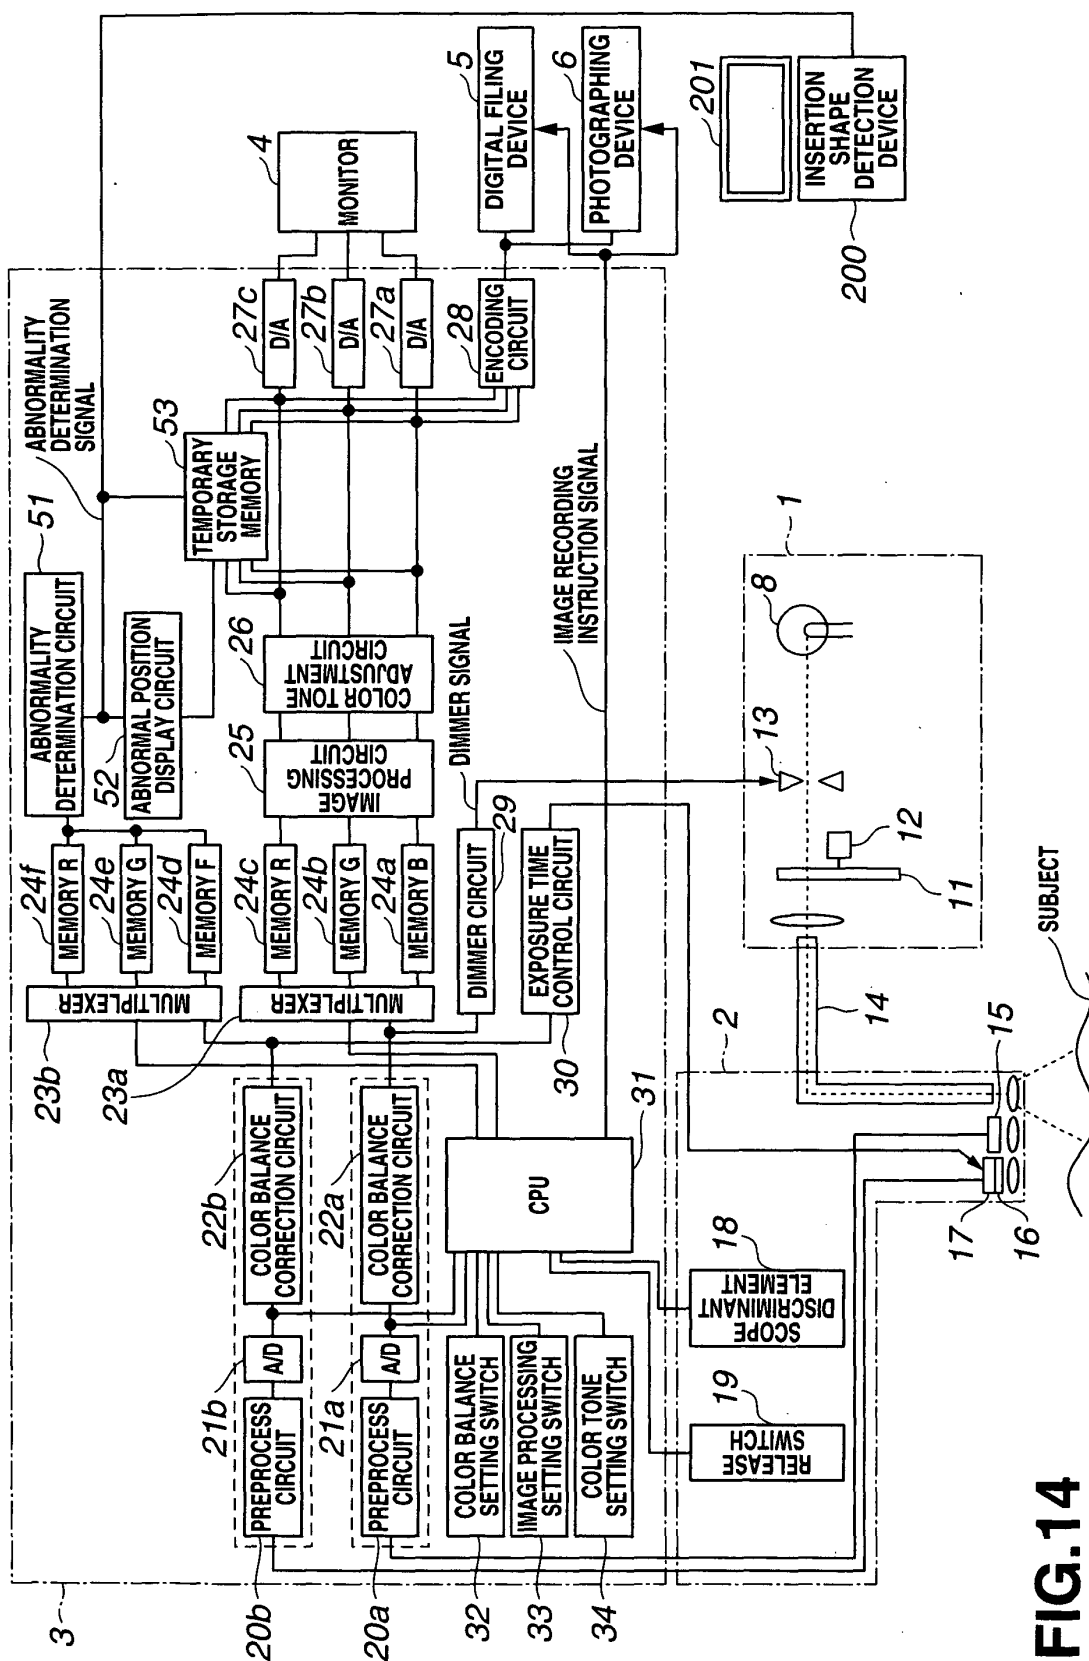 3
20b
PREPROCESS
CIRCUIT
21b
A/D
22b
COLOR BALANCE
CORRECTION CIRCUIT
20a
PREPROCESS
CIRCUIT
21a
A/D
22a
COLOR BALANCE
CORRECTION CIRCUIT
23b
MULTIPLEXER
23a
MULTIPLEXER
24f
MEMORY R
24e
MEMORY G
24d
MEMORY F
24c
MEMORY R
24b
MEMORY G
24a
MEMORY B
51
ABNORMALITY
DETERMINATION CIRCUIT
52
ABNORMAL POSITION
DISPLAY CIRCUIT
ABNORMALITY
DETERMINATION
SIGNAL
53
TEMPORARY
STORAGE
MEMORY
25
IMAGE
PROCESSING
CIRCUIT
26
COLOR TONE
ADJUSTMENT
CIRCUIT
27c
D/A
27b
D/A
27a
D/A
28
ENCODING
CIRCUIT
4
MONITOR
5
DIGITAL FILING
DEVICE
6
PHOTOGRAPHING
DEVICE
201
INSERTION
SHAPE
DETECTION
DEVICE
200
32
COLOR BALANCE
SETTING SWITCH
33
IMAGE PROCESSING
SETTING SWITCH
34
COLOR TONE
SETTING SWITCH
CPU
31
DIMMER CIRCUIT
29
DIMMER SIGNAL
EXPOSURE TIME
CONTROL CIRCUIT
30
IMAGE RECORDING
INSTRUCTION SIGNAL
19
RELEASE
SWITCH
18
SCOPE
DISCRIMINANT
ELEMENT
2
17
16
15
14
1
8
13
12
11
SUBJECT
FIG.14